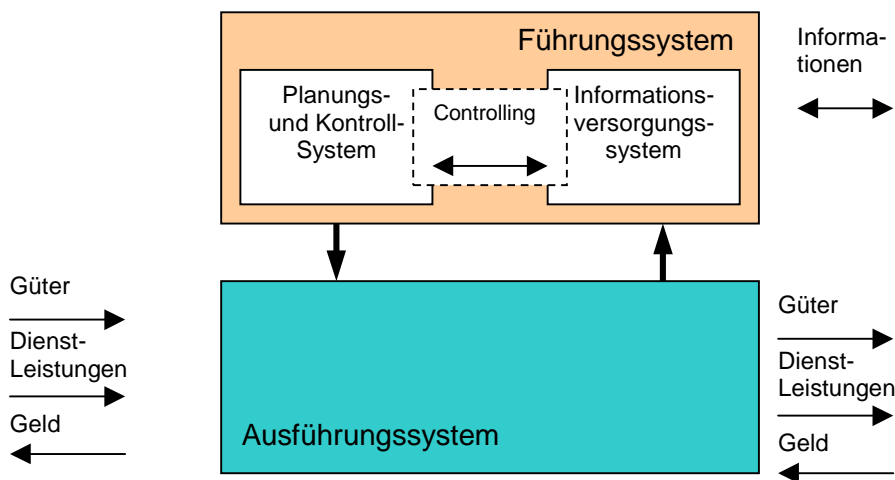 Führungssystem
Planungs-
und Kontroll-
System
Controlling
Informations-
versorgungs-
system
Informa-
tionen
Güter
Dienst-
Leistungen
Geld
Ausführungssystem
Güter
Dienst-
Leistungen
Geld